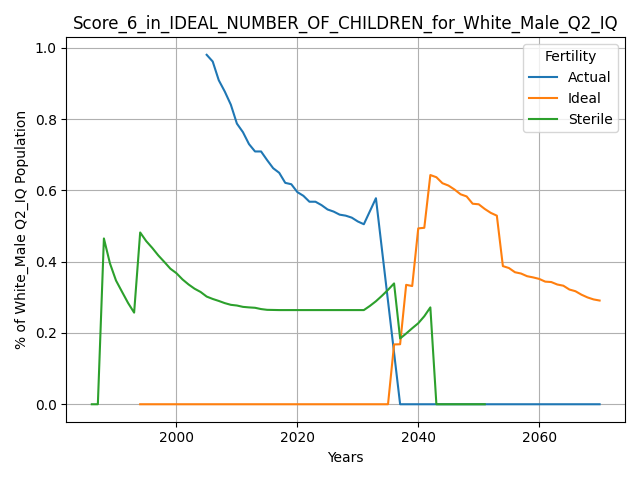 Score_6_in_IDEAL_NUMBER_OF_CHILDREN_for_White_Male_Q2_IQ
Fertility
Actual
Ideal
Sterile
% of White_Male Q2_IQ Population
1.0
0.8
0.6
0.4
0.2
0.0
2000 2020 2040 2060
Years